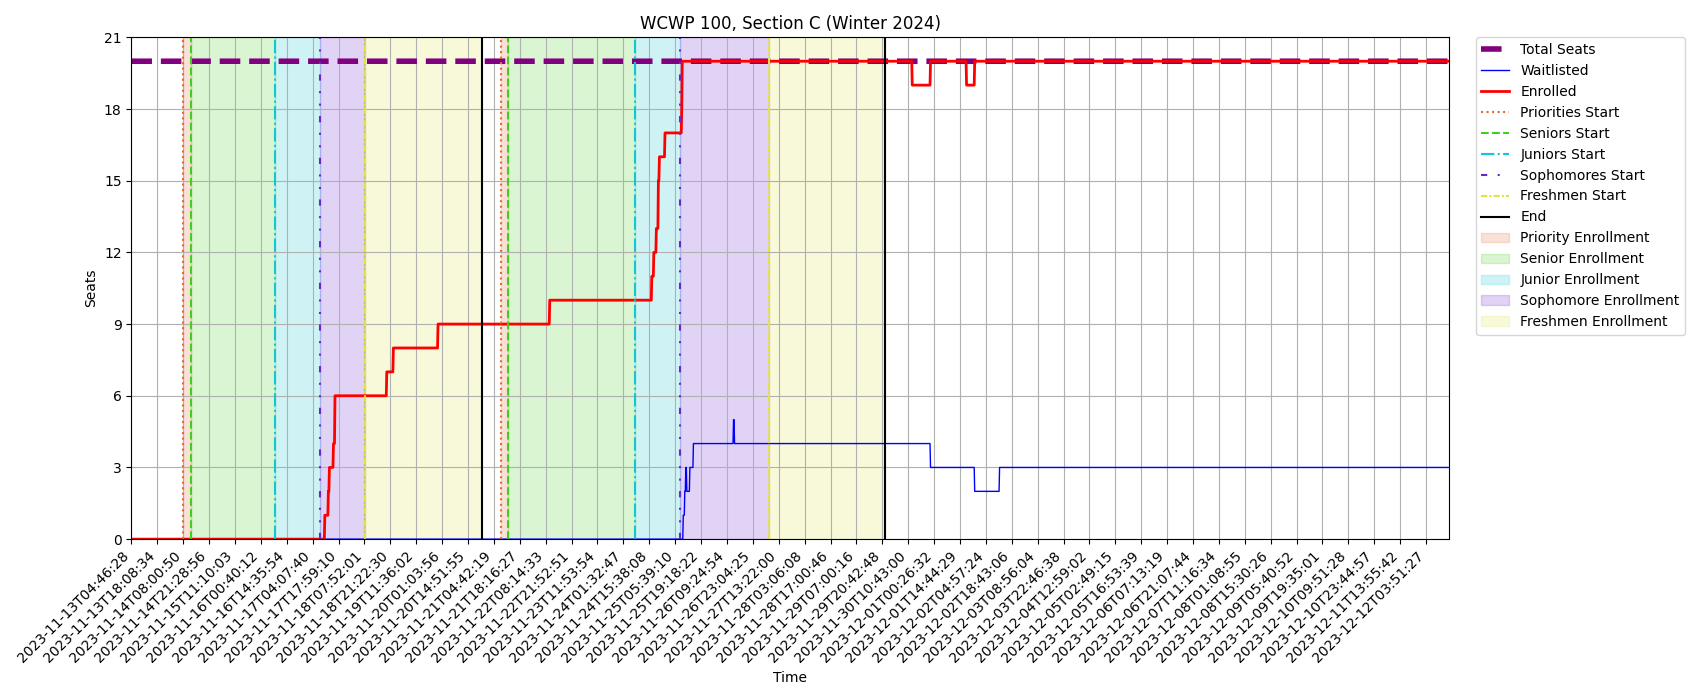 WCWP 100, Section C (Winter 2024)
21
18
15
12
9
6
3
0
Seats
2023-11-13T04:46:28
2023-11-13T18:08:34
2023-11-14T08:00:50
2023-11-14T21:28:56
2023-11-15T11:10:03
2023-11-16T00:40:12
2023-11-16T14:35:54
2023-11-17T04:07:40
2023-11-17T17:59:10
2023-11-18T07:52:01
2023-11-18T21:22:30
2023-11-19T11:36:02
2023-11-20T01:03:56
2023-11-20T14:51:55
2023-11-21T04:42:19
2023-11-21T18:16:27
2023-11-22T08:14:33
2023-11-22T21:52:51
2023-11-23T11:53:54
2023-11-24T01:32:47
2023-11-24T15:38:08
2023-11-25T05:39:10
2023-11-25T19:18:22
2023-11-26T09:24:54
2023-11-26T23:04:25
2023-11-27T13:22:00
2023-11-28T03:06:08
2023-11-28T17:00:46
2023-11-29T07:00:16
2023-11-29T20:42:48
2023-11-30T10:43:00
2023-12-01T00:26:32
2023-12-01T14:44:29
2023-12-02T04:57:24
2023-12-02T18:43:06
2023-12-03T08:56:04
2023-12-03T22:46:38
2023-12-04T12:59:02
2023-12-05T02:49:15
2023-12-05T16:53:39
2023-12-06T07:13:19
2023-12-06T21:07:44
2023-12-07T11:16:34
2023-12-08T01:08:55
2023-12-08T15:30:26
2023-12-09T05:40:52
2023-12-09T19:35:01
2023-12-10T09:51:28
2023-12-10T23:44:57
2023-12-11T13:55:42
2023-12-12T03:51:27
Time
Total Seats
Waitlisted
Enrolled
Priorities Start
Seniors Start
Juniors Start
Sophomores Start
Freshmen Start
End
Priority Enrollment
Senior Enrollment
Junior Enrollment
Sophomore Enrollment
Freshmen Enrollment